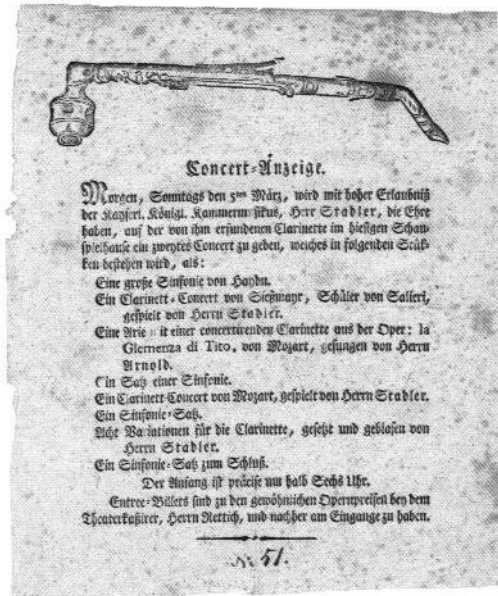 Concert-Anzeige.
Morgen, Sonntags den 5ten März, wird mit hoher Erlaubniß
der Kayserl. Königl. Kammermusikus, Herr Stadler, die Ehre
haben, auf der von ihm erfundenen Clarinette im hiesigen Schau-
spielhause ein zweytes Concert zu geben, welches in folgenden Stük-
ken bestehen wird, als:
Eine große Sinfonie von Haydn.
Ein Clarinett-Concert von Sießmayr, Schüler von Salieri,
gespielt von Herrn Stadler.
Eine Arie mit einer concertirenden Clarinette aus der Oper: la
Clemenza di Tito, von Mozart, gesungen von Herrn
Arnold.
Ein Satz einer Sinfonie.
Ein Clarinett-Concert von Mozart, gespielt von Herrn Stadler.
Ein Sinfonie-Satz.
Acht Variationen für die Clarinette, gesetzt und geblasen von
Herrn Stadler.
Ein Sinfonie-Satz zum Schluß.
Der Anfang ist präcise um halb Sechs Uhr.
Entree-Billets sind zu den gewöhnlichen Opernpreisen bey dem
Theaterkaßirer, Herrn Rettich, und nachher am Eingange zu haben.
No 51.